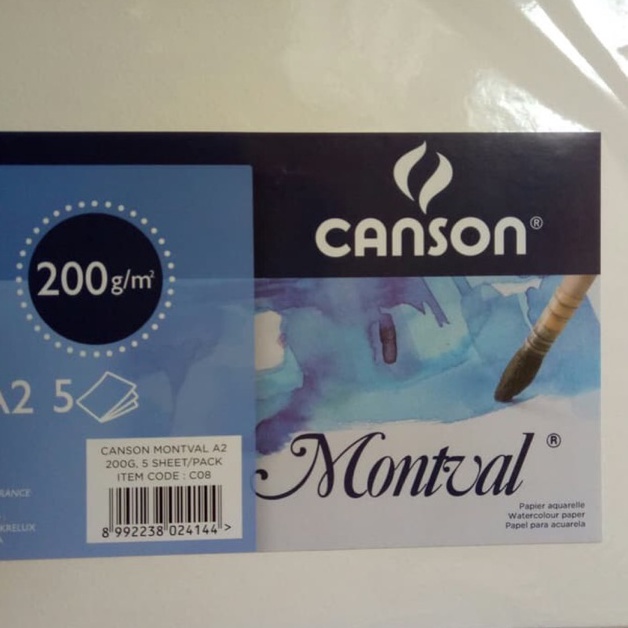 CANSON®
200g/m²
A2 5
CANSON MONTVAL A2
200G, 5 SHEET/PACK
ITEM CODE : C08
8 992238 024144 >
Montval®
Papier aquarelle
Watercolour paper
Papel para acuarela